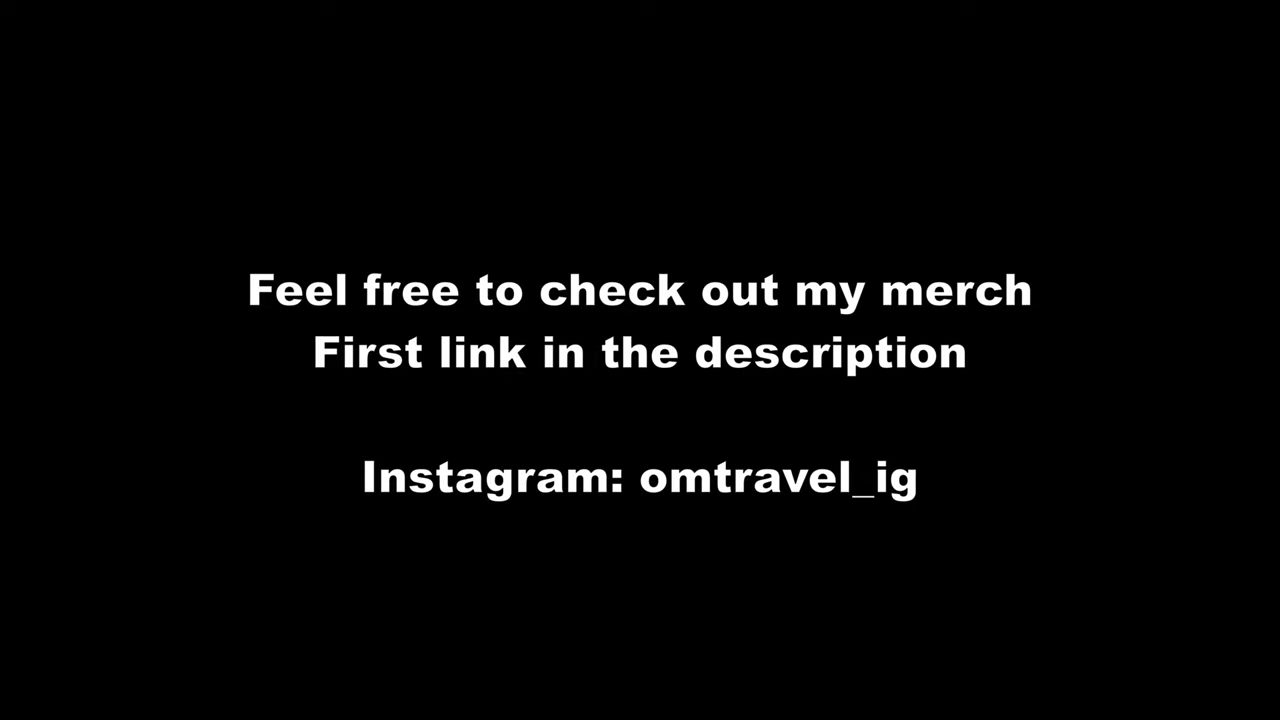 Feel free to check out my merch
First link in the description
Instagram: omtravel_ig